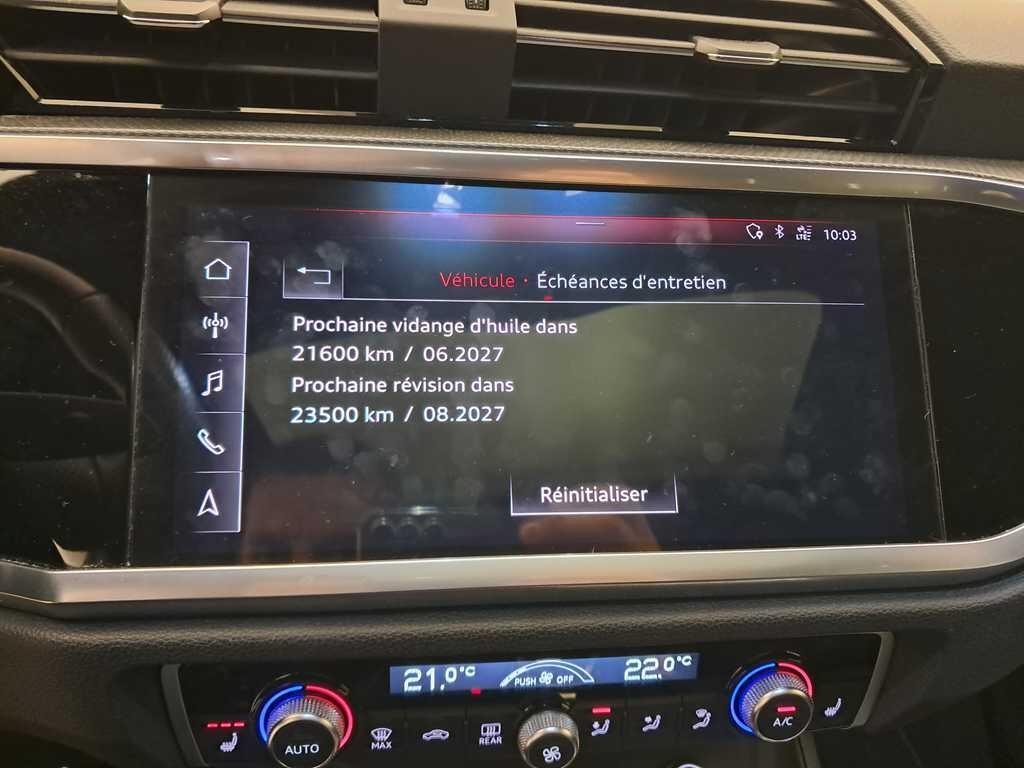 LTE
10:03
Véhicule · Échéances d'entretien
Prochaine vidange d'huile dans
21600 km / 06.2027
Prochaine révision dans
23500 km / 08.2027
Réinitialiser
21.0°C
PUSH OFF
22.0°C
AUTO
MAX
REAR
A/C